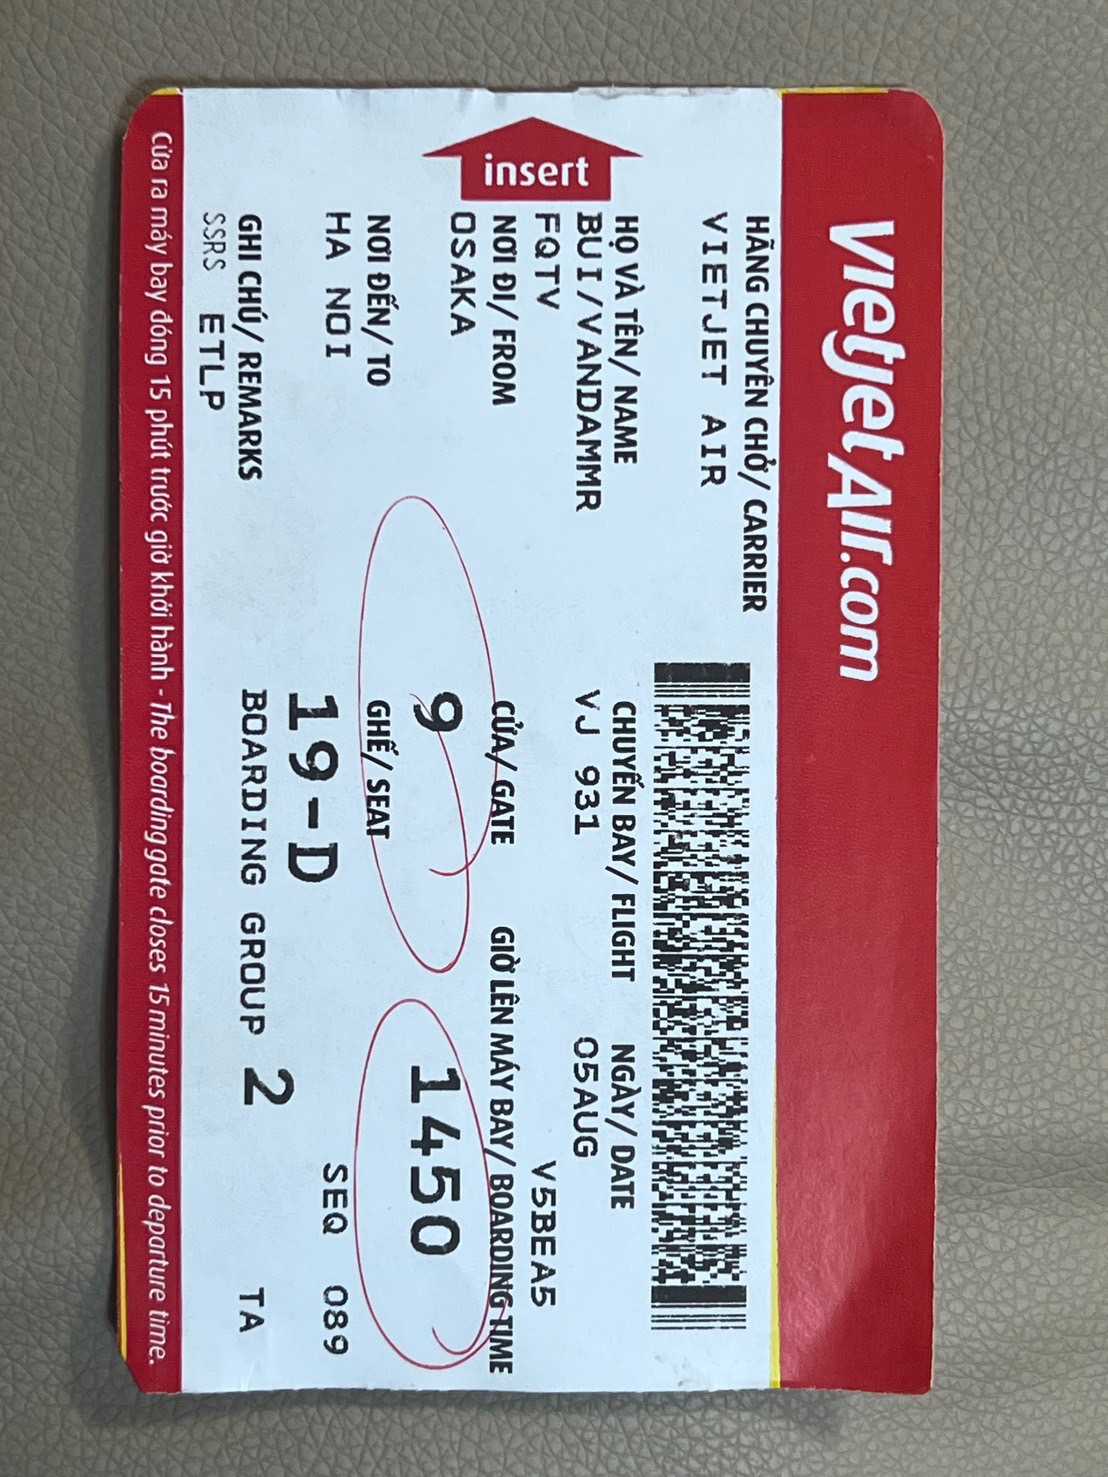 vietjetAir.com
HÃNG CHUYÊN CHỞ/ CARRIER
VIETJET AIR
HỌ VÀ TÊN/ NAME
BUI/VANDAMMR
FQTV
CHUYẾN BAY/ FLIGHT
VJ 931
NGÀY/ DATE
05AUG
V5BEA5
NƠI ĐI/ FROM
OSAKA
CỬA/ GATE
9
GIỜ LÊN MÁY BAY/ BOARDING TIME
1450
NƠI ĐẾN/ TO
HA NOI
GHẾ/ SEAT
19-D
SEQ 089
GHI CHÚ/ REMARKS
SSRS ETLP
BOARDING GROUP 2 TA
insert
Cửa ra máy bay đóng 15 phút trước giờ khởi hành - The boarding gate closes 15 minutes prior to departure time.